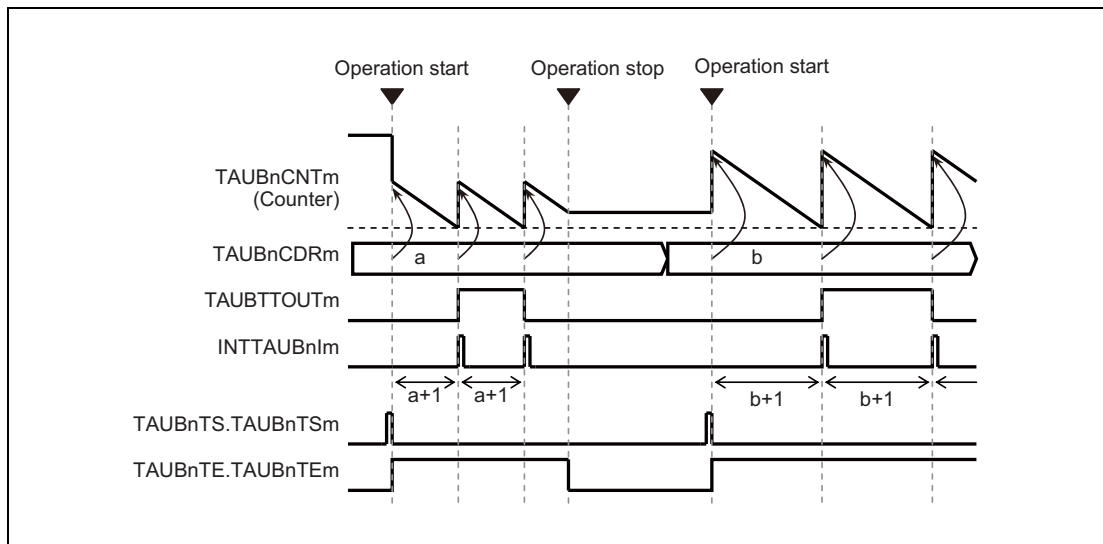 Operation start Operation stop Operation start
TAUBnCNTm
(Counter)
TAUBnCDRm a b
TAUBTTOUTm
INTTAUBnIm
a+1 a+1 b+1 b+1
TAUBnTS.TAUBnTSm
TAUBnTE.TAUBnTEm